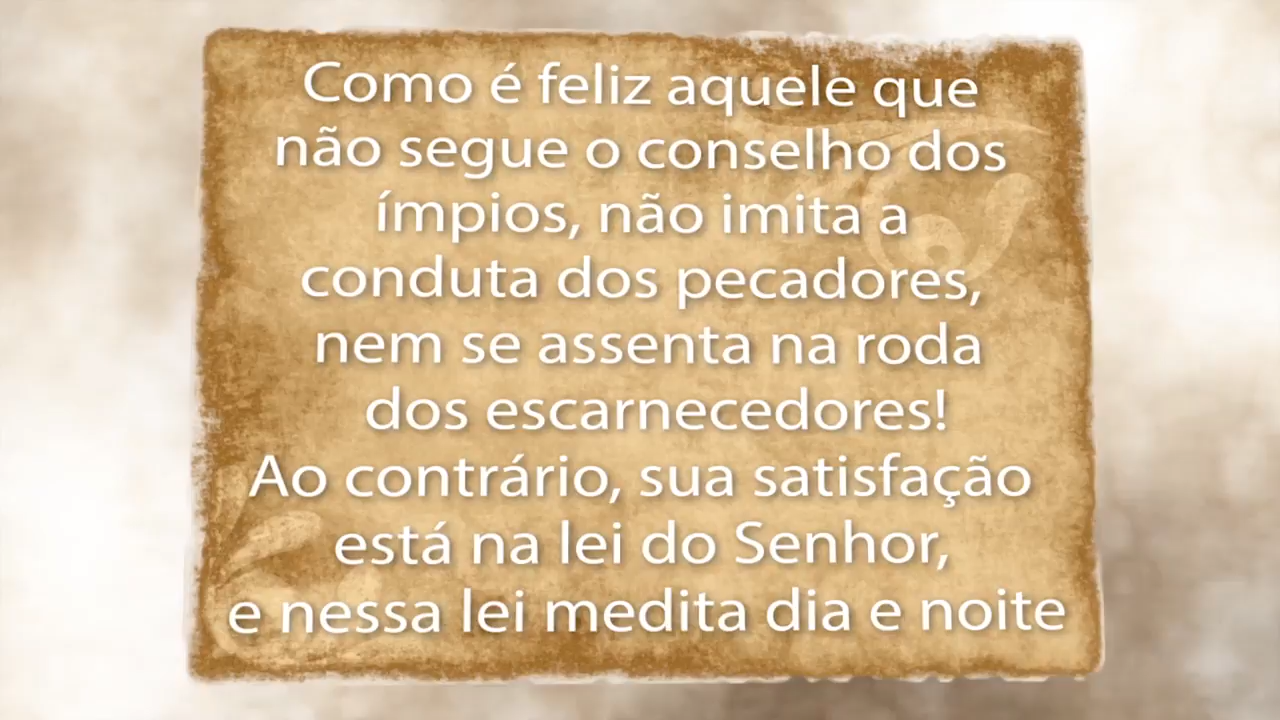 Como é feliz aquele que
não segue o conselho dos
ímpios, não imita a
conduta dos pecadores,
nem se assenta na roda
dos escarnecedores!
Ao contrário, sua satisfação
está na lei do Senhor,
e nessa lei medita dia e noite